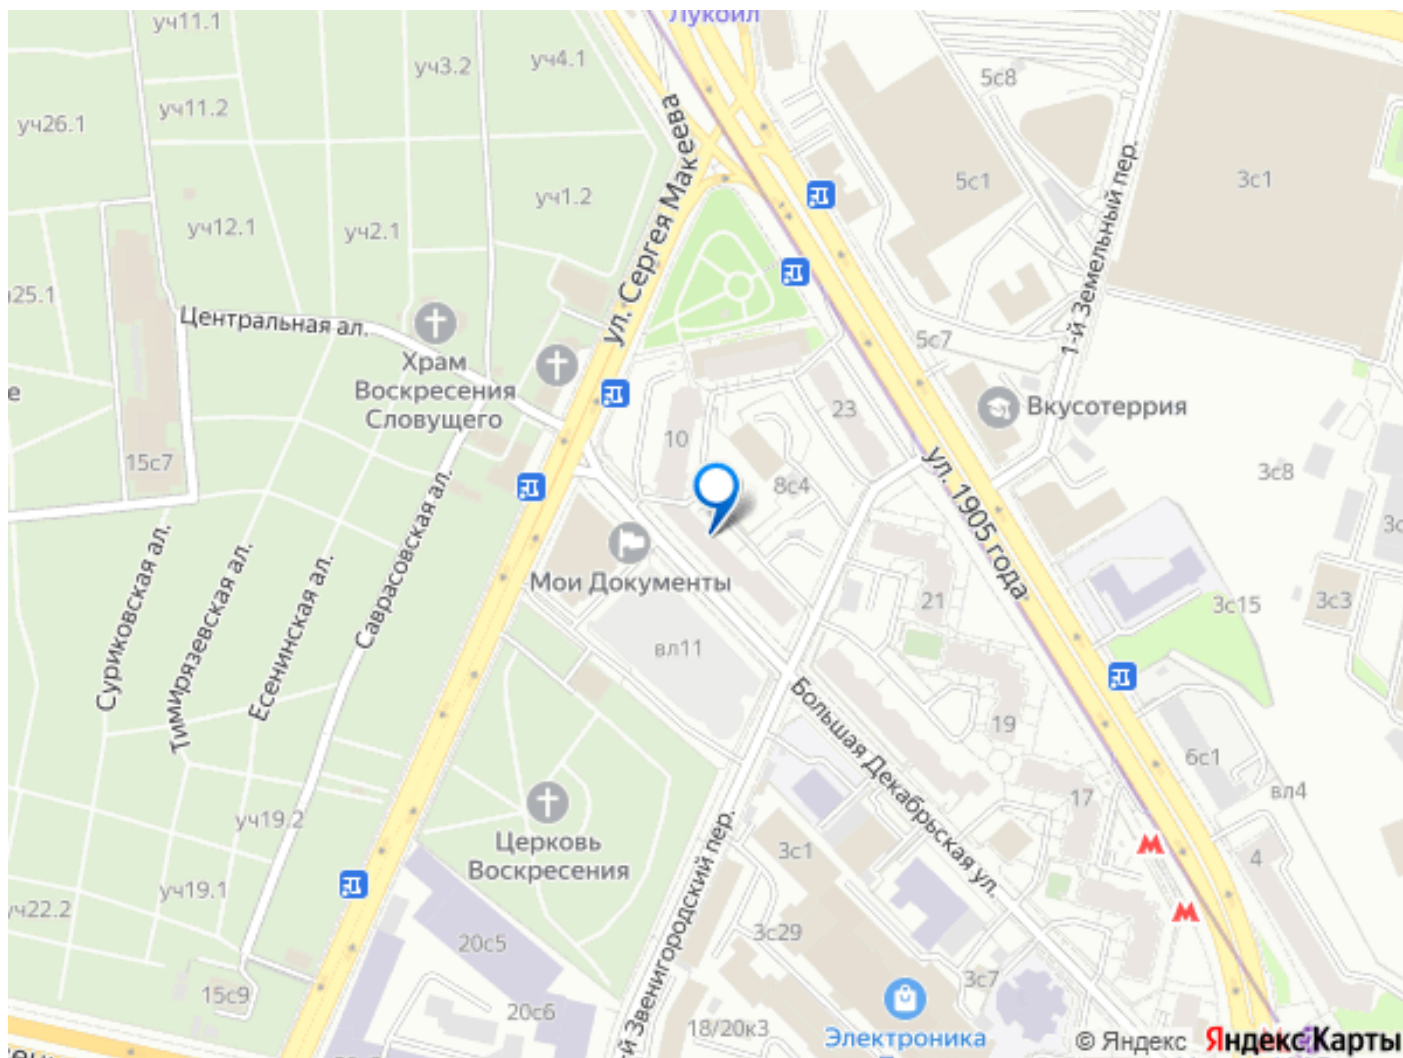 Лукойл
уч11.1
уч3.2
уч4.1
5с8
уч11.2
уч26.1
ул. Сергея Макеева
1-й Земельный пер.
5с1
3с1
уч1.2
уч12.1
уч2.1
25.1
Центральная ал.
Храм
Воскресения
Словущего
5с7
е
23
Вкусотеррия
10
15с7
8с4
ул. 1905 года
3с8
3с
Мои Документы
Суриковская ал.
Тимирязевская ал.
Есенинская ал.
Саврасовская ал.
21
3с15
3с3
вл11
Большая Декабрьская ул.
19
6с1
вл4
17
уч19.2
Церковь
Воскресения
3с1
4
уч19.1
уч22.2
20с5
3с29
3с7
15с9
20с6
18/20к3
й Звенигородский пер.
Электроника
© Яндекс Яндекс Карты